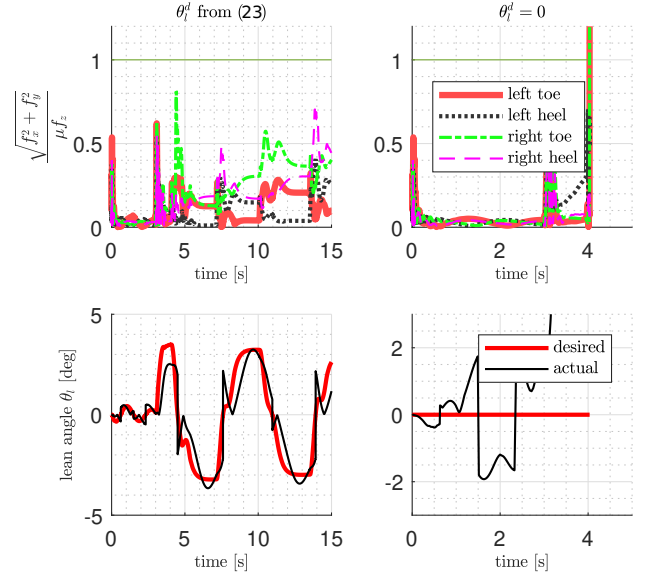 θ_l^d from (23)
θ_l^d = 0
√(f_x^2 + f_y^2) / μf_z
1
0.5
0
0 5 10 15
time [s]
1
0.5
0
0 2 4
time [s]
left toe
left heel
right toe
right heel
lean angle θ_l [deg]
5
0
-5
0 5 10 15
time [s]
2
0
-2
0 2 4
time [s]
desired
actual